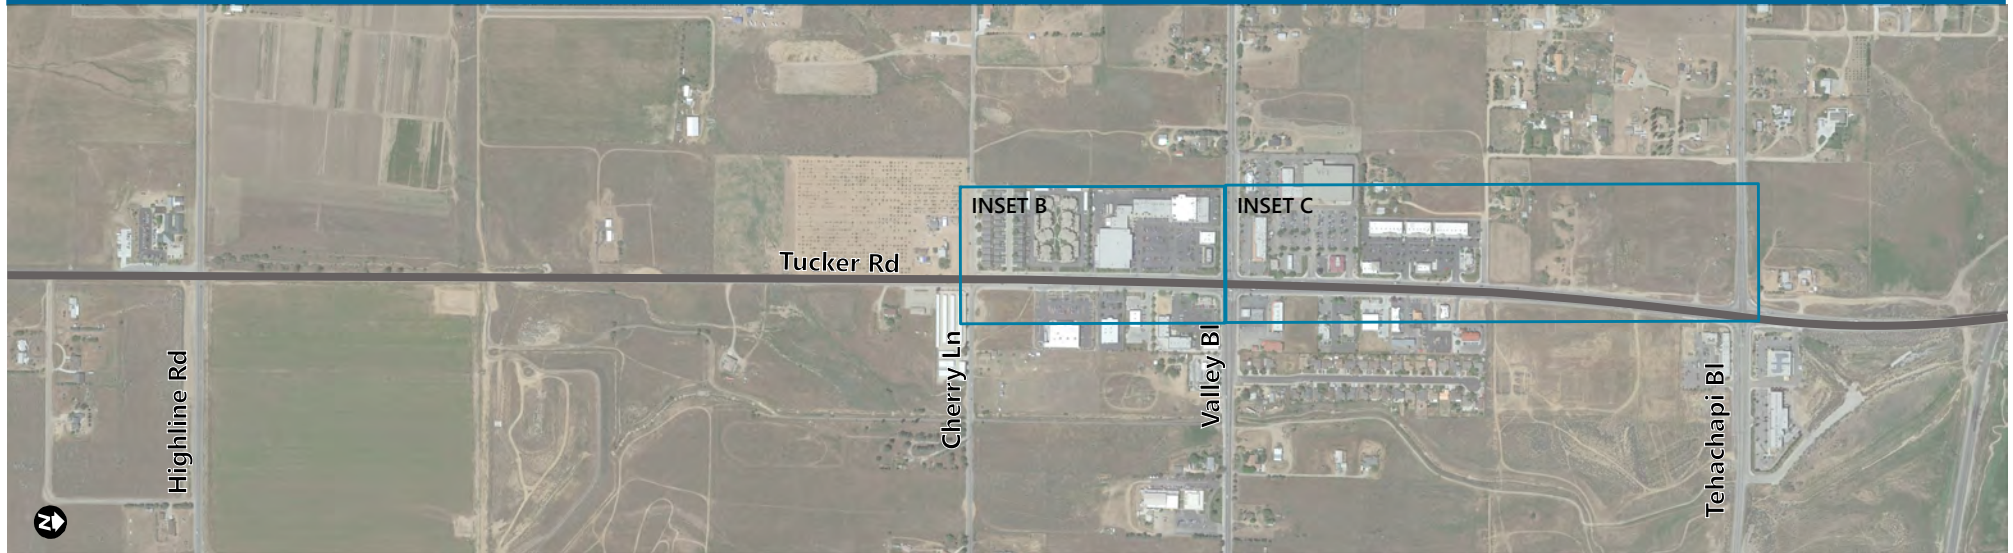 INSET B
INSET C
Tucker Rd
Highline Rd
Cherry Ln
Valley Bl
Tehachapi Bl
N